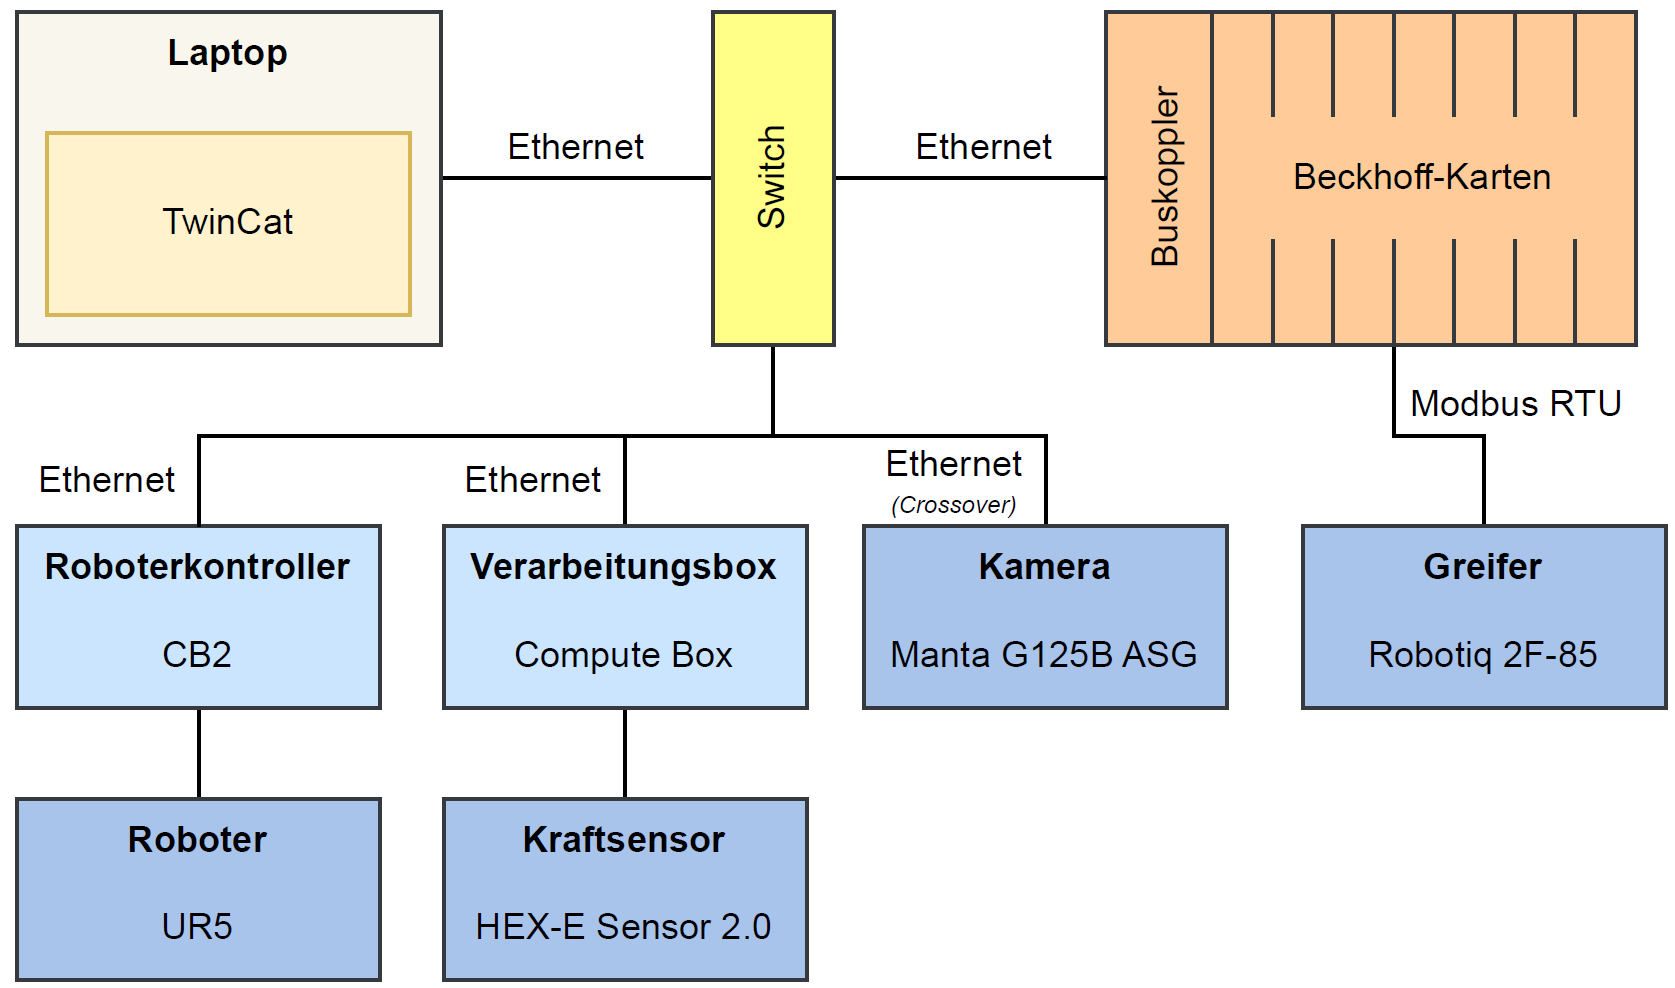 Laptop
TwinCat
Ethernet
Switch
Ethernet
Buskoppler
Beckhoff-Karten
Modbus RTU
Ethernet
Ethernet
Ethernet
(Crossover)
Roboterkontroller
CB2
Verarbeitungsbox
Compute Box
Kamera
Manta G125B ASG
Greifer
Robotiq 2F-85
Roboter
UR5
Kraftsensor
HEX-E Sensor 2.0